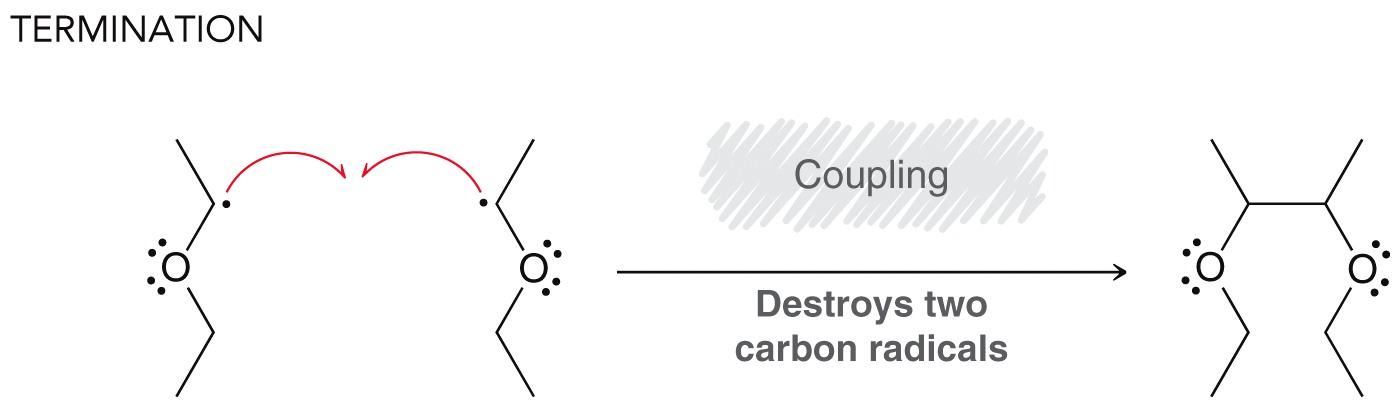 TERMINATION
Coupling
O
O
O
O
Destroys two
carbon radicals